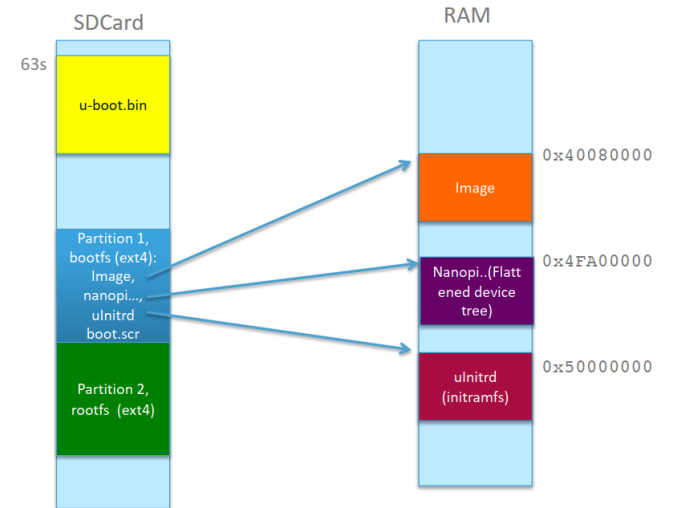 SDCard
63s
u-boot.bin
Partition 1,
bootfs (ext4):
Image,
nanopi...,
uInitrd
boot.scr
Partition 2,
rootfs (ext4)
RAM
0x40080000
Image
0x4FA00000
Nanopi..(Flatt
ened device
tree)
0x50000000
uInitrd
(initramfs)